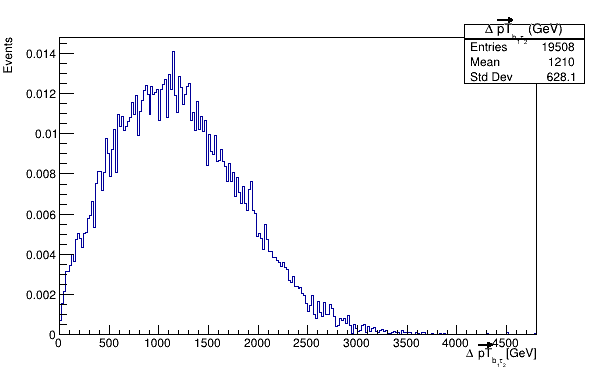 Δ pT b₁τ₂ (GeV)
Entries 19508
Mean 1210
Std Dev 628.1
Events
0.014
0.012
0.01
0.008
0.006
0.004
0.002
0
0 500 1000 1500 2000 2500 3000 3500 4000 4500
Δ pT b₁τ₂ [GeV]